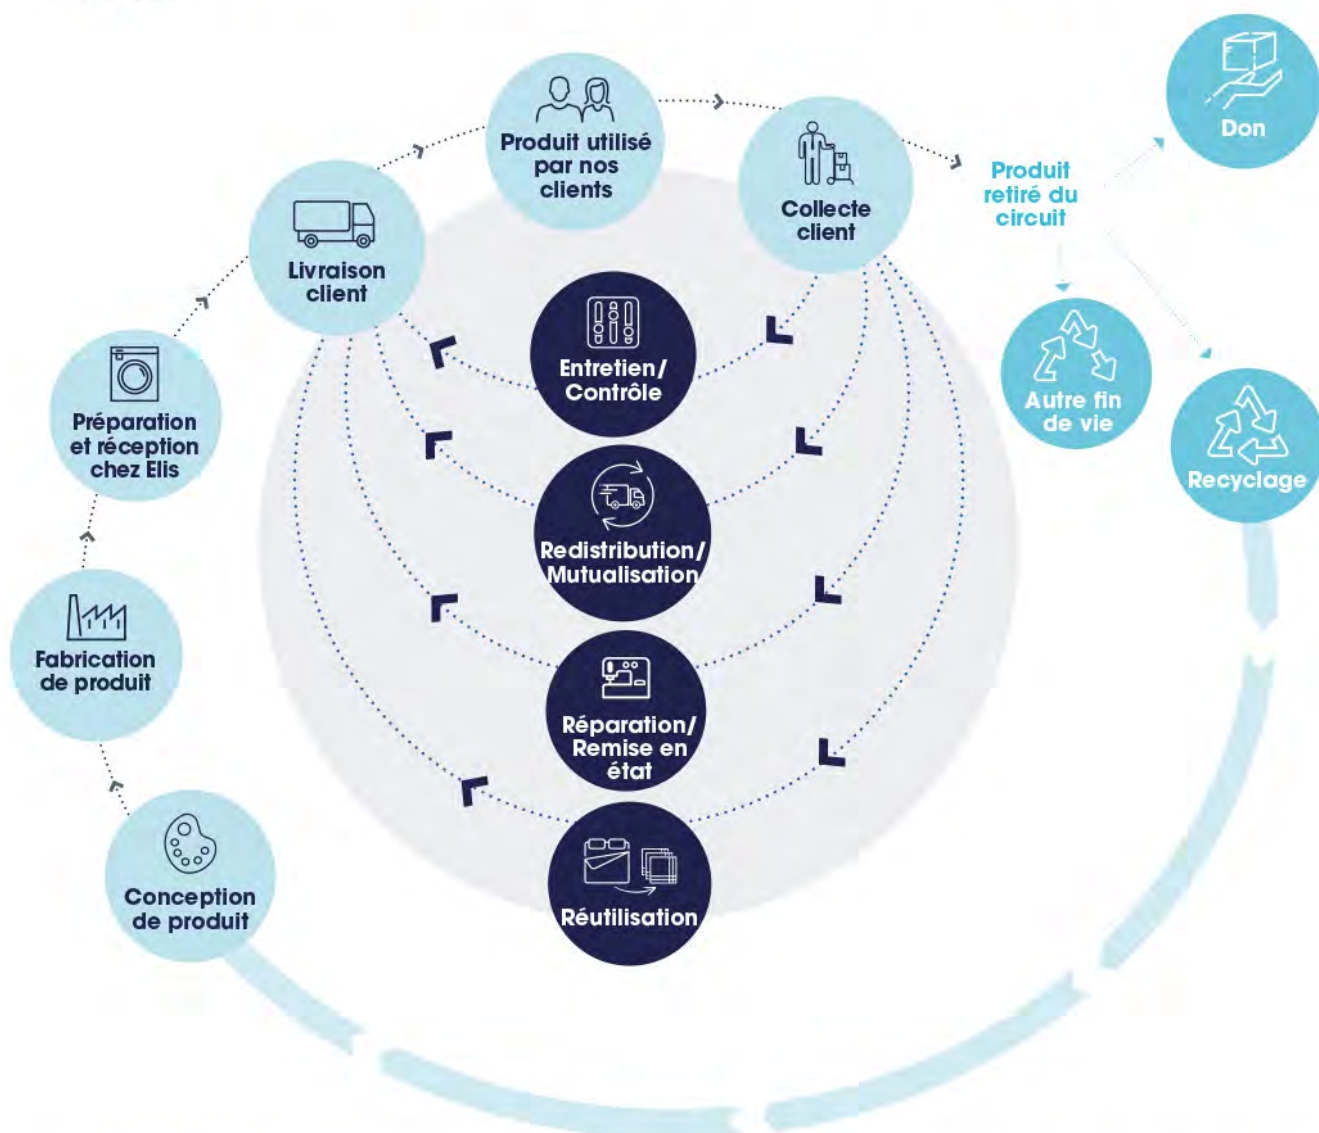 Don
Produit utilisé
par nos
clients
Produit
retiré du
circuit
Collecte
client
Livraison
client
Entretien/
Contrôle
Autre fin
de vie
Préparation
et réception
chez Elis
Recyclage
Redistribution/
Mutualisation
Fabrication
de produit
Réparation/
Remise en
état
Conception
de produit
Réutilisation